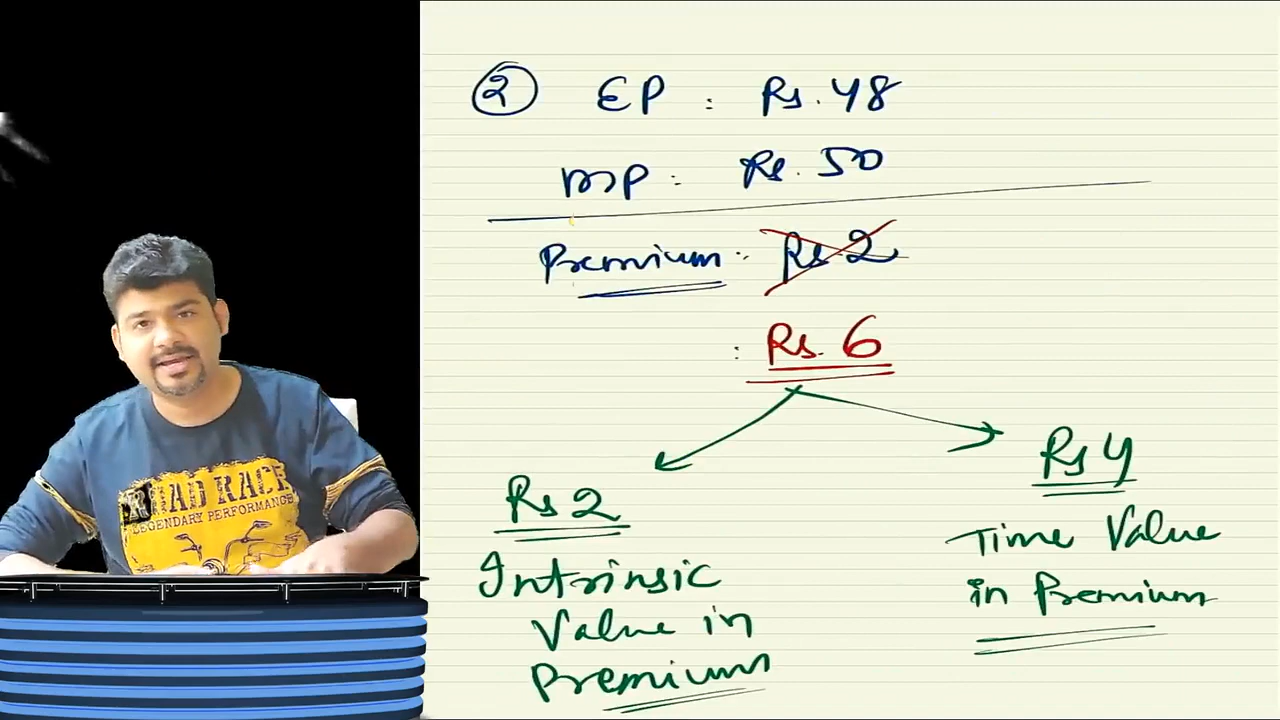 ② EP : Rs. 48
MP : Rs. 50
Premium : Rs 2
: Rs. 6
Rs 2
Intrinsic
Value in
Premium
Rs 4
Time Value
in Premium
ROAD RACE
LEGENDARY PERFORMANCE